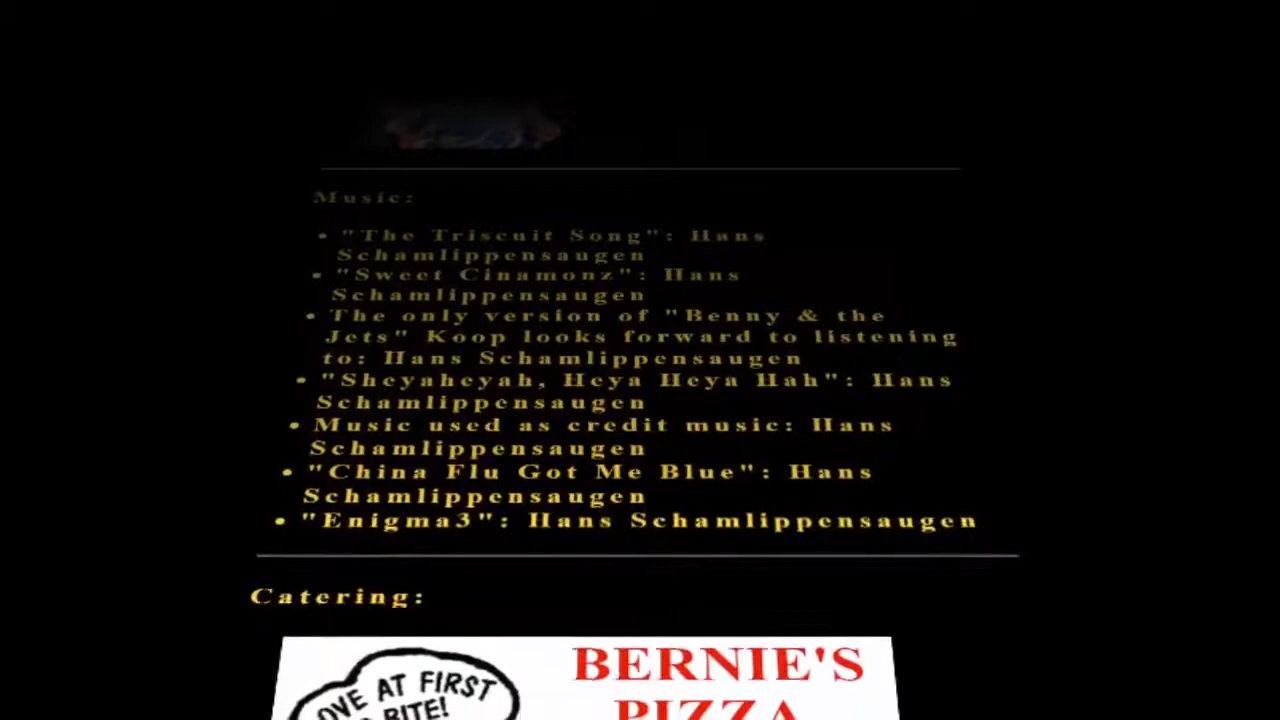 Music:
• "The Triscuit Song": Hans
Schamlippensaugen
• "Sweet Cinamonz": Hans
Schamlippensaugen
• The only version of "Benny & the
Jets" Koop looks forward to listening
to: Hans Schamlippensaugen
• "Sheyaheyah, Heya Heya Hah": Hans
Schamlippensaugen
• Music used as credit music: Hans
Schamlippensaugen
• "China Flu Got Me Blue": Hans
Schamlippensaugen
• "Enigma3": Hans Schamlippensaugen
Catering:
BERNIE'S
PIZZA
AT FIRST
BITE!